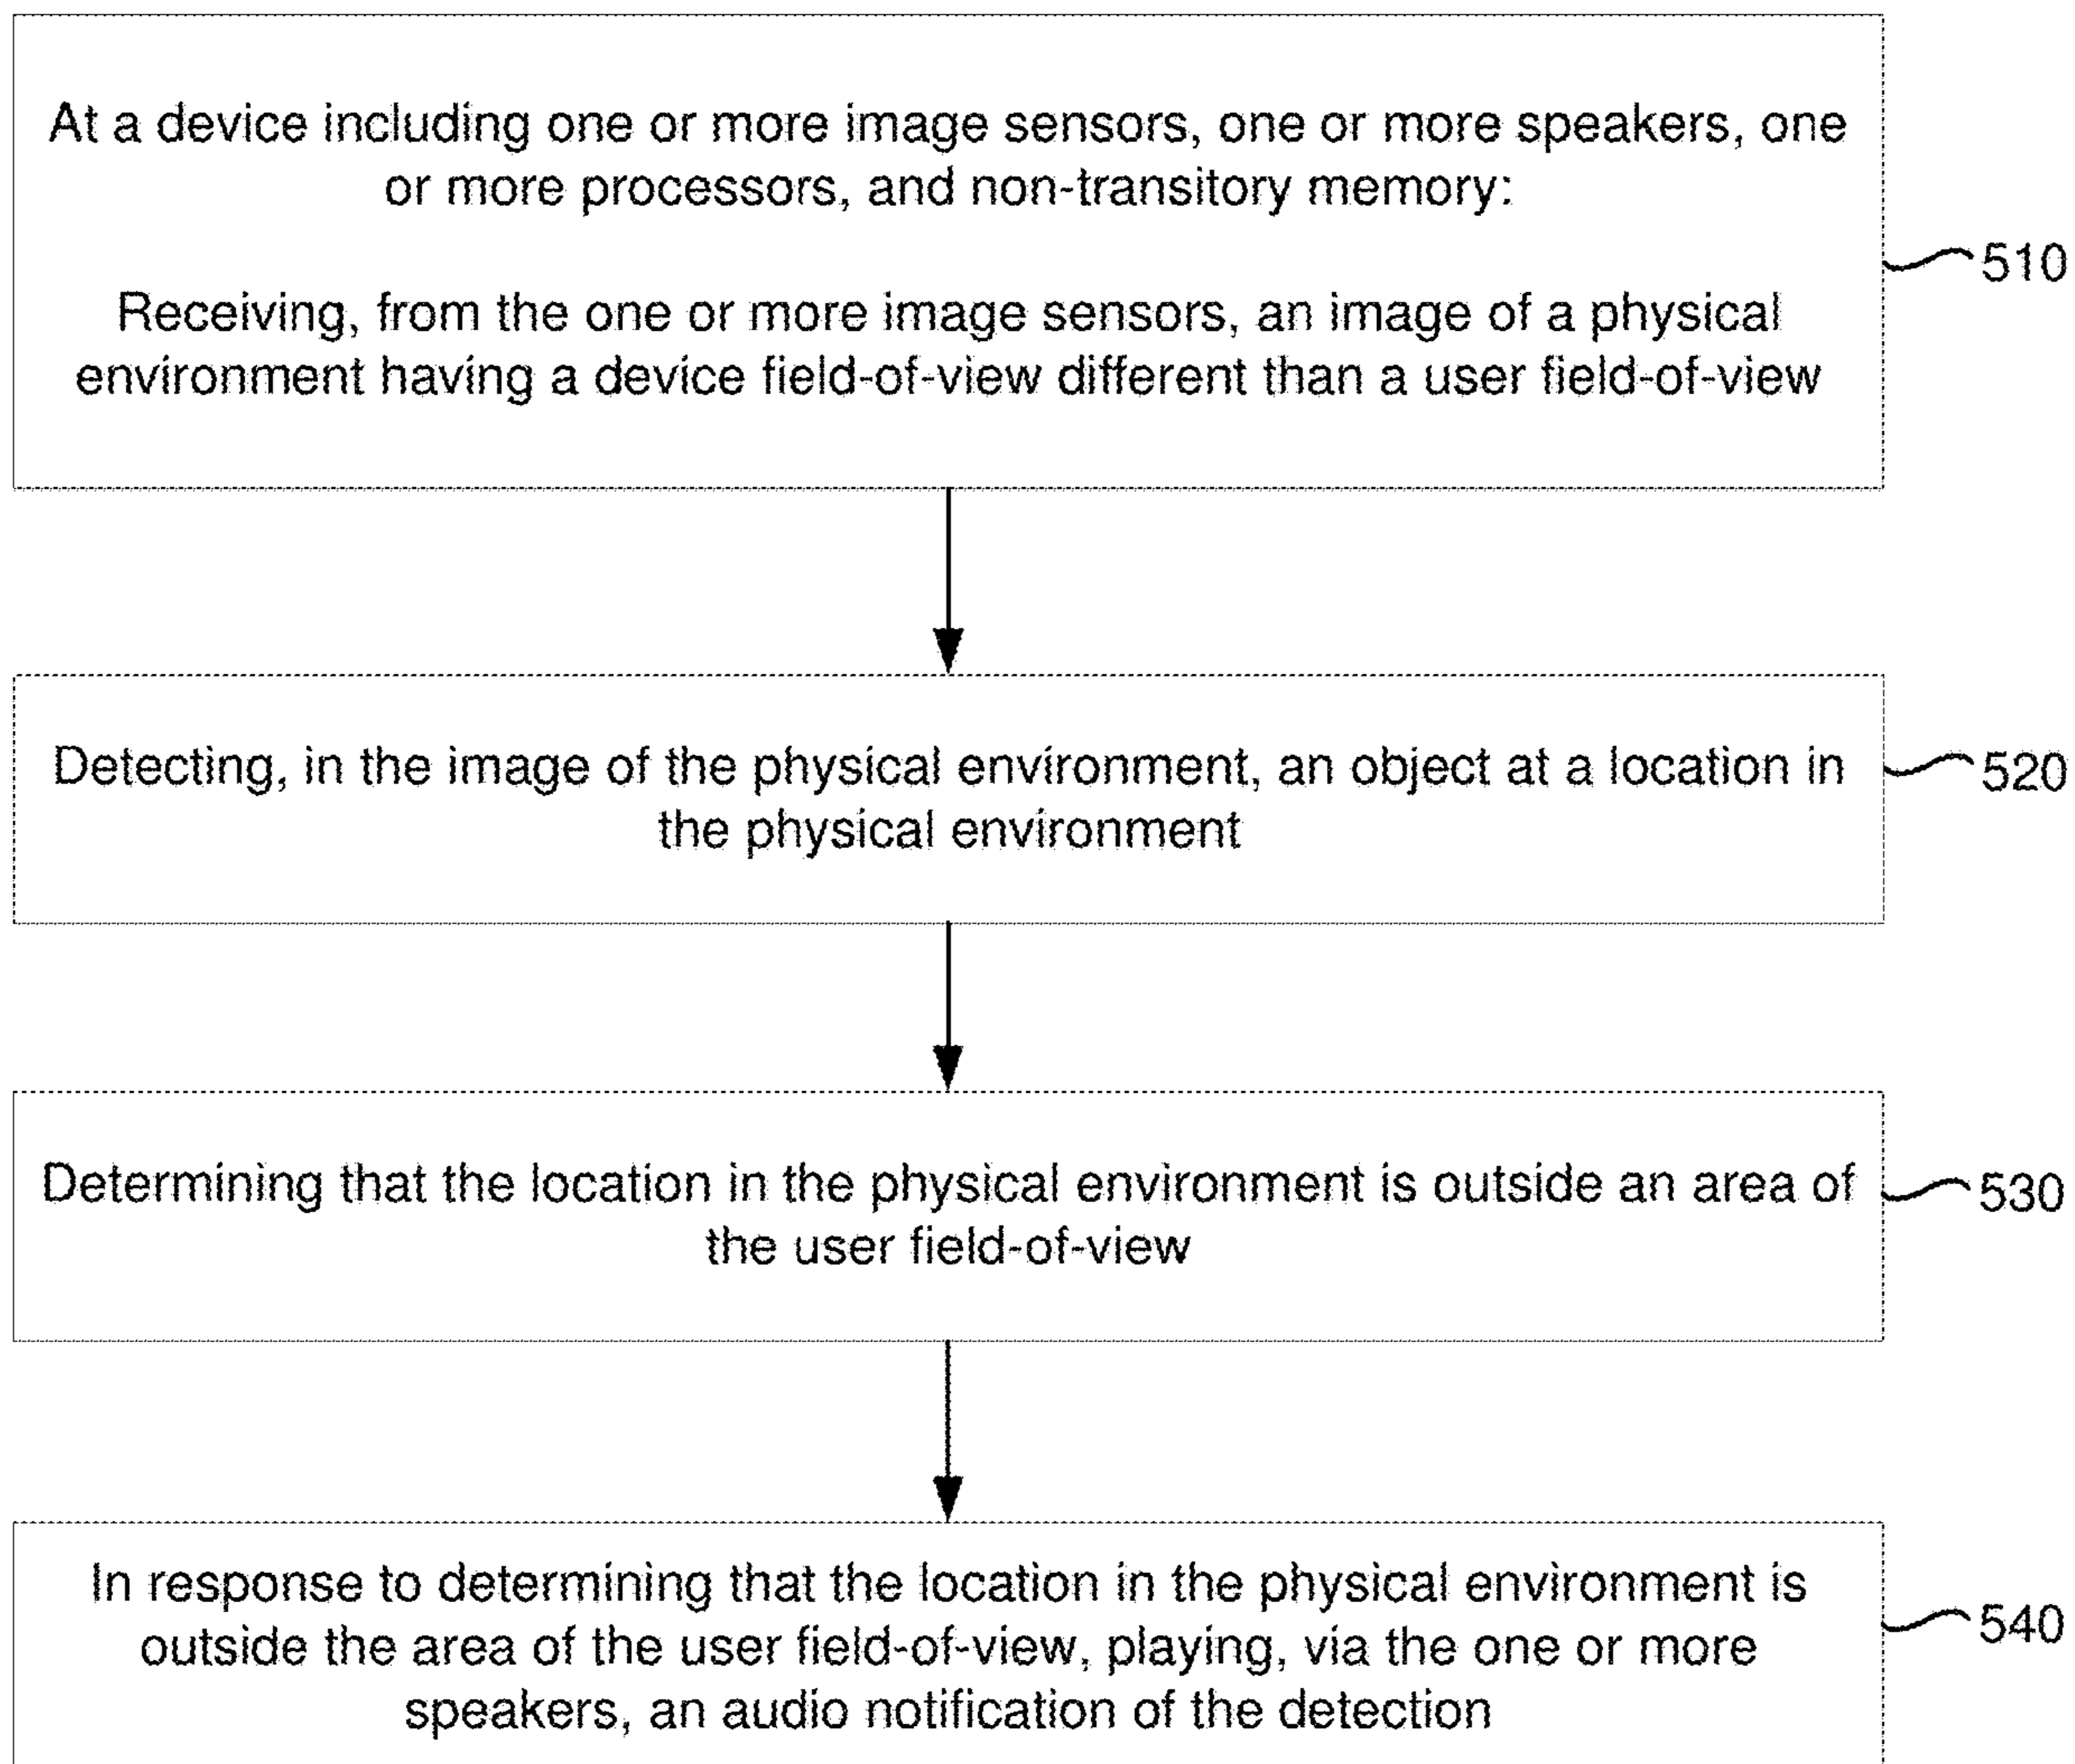 At a device including one or more image sensors, one or more speakers, one
or more processors, and non-transitory memory:
Receiving, from the one or more image sensors, an image of a physical
environment having a device field-of-view different than a user field-of-view
510
Detecting, in the image of the physical environment, an object at a location in
the physical environment
520
Determining that the location in the physical environment is outside an area of
the user field-of-view
530
In response to determining that the location in the physical environment is
outside the area of the user field-of-view, playing, via the one or more
speakers, an audio notification of the detection
540